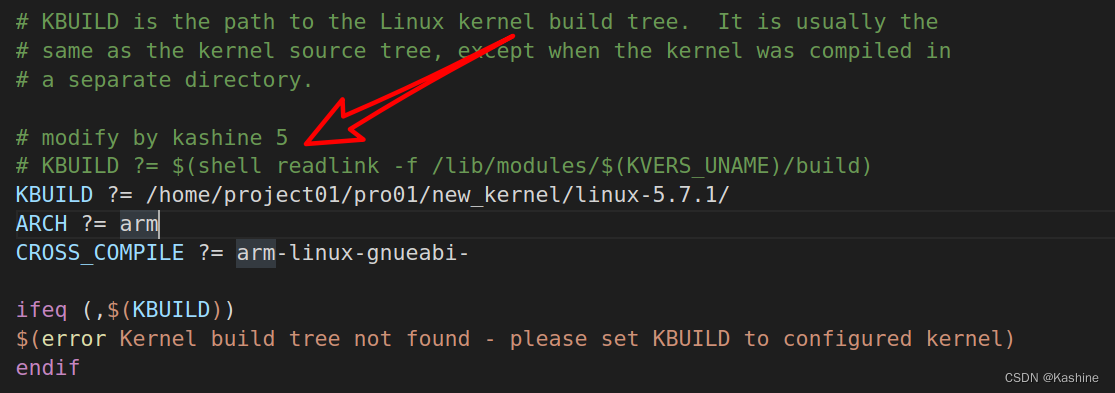 # KBUILD is the path to the Linux kernel build tree.  It is usually the
# same as the kernel source tree, except when the kernel was compiled in
# a separate directory.
# modify by kashine 5
# KBUILD ?= $(shell readlink -f /lib/modules/$(KVERS_UNAME)/build)
KBUILD ?= /home/project01/pro01/new_kernel/linux-5.7.1/
ARCH ?= arm
CROSS_COMPILE ?= arm-linux-gnueabi-
ifeq (,$(KBUILD))
$(error Kernel build tree not found - please set KBUILD to configured kernel)
endif
CSDN @Kashine